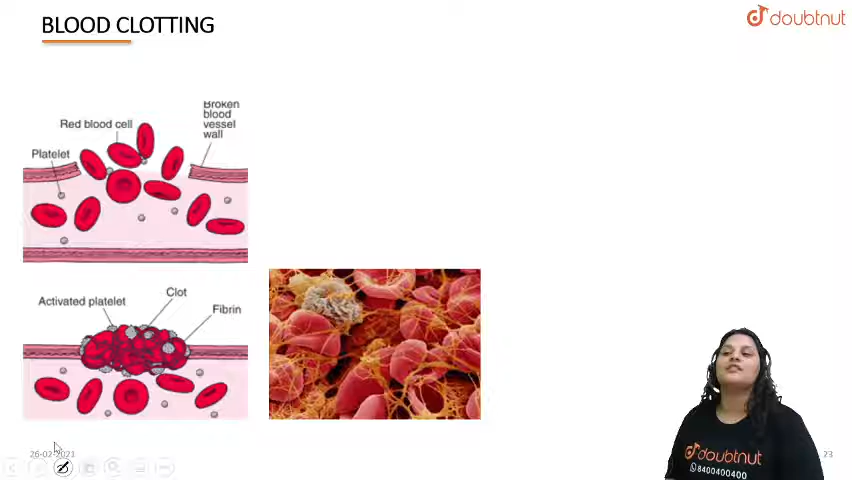 BLOOD CLOTTING
doubtnut
Broken
blood
vessel
wall
Red blood cell
Platelet
Activated platelet
Clot
Fibrin
doubtnut
8400400400
26-02-2021
23